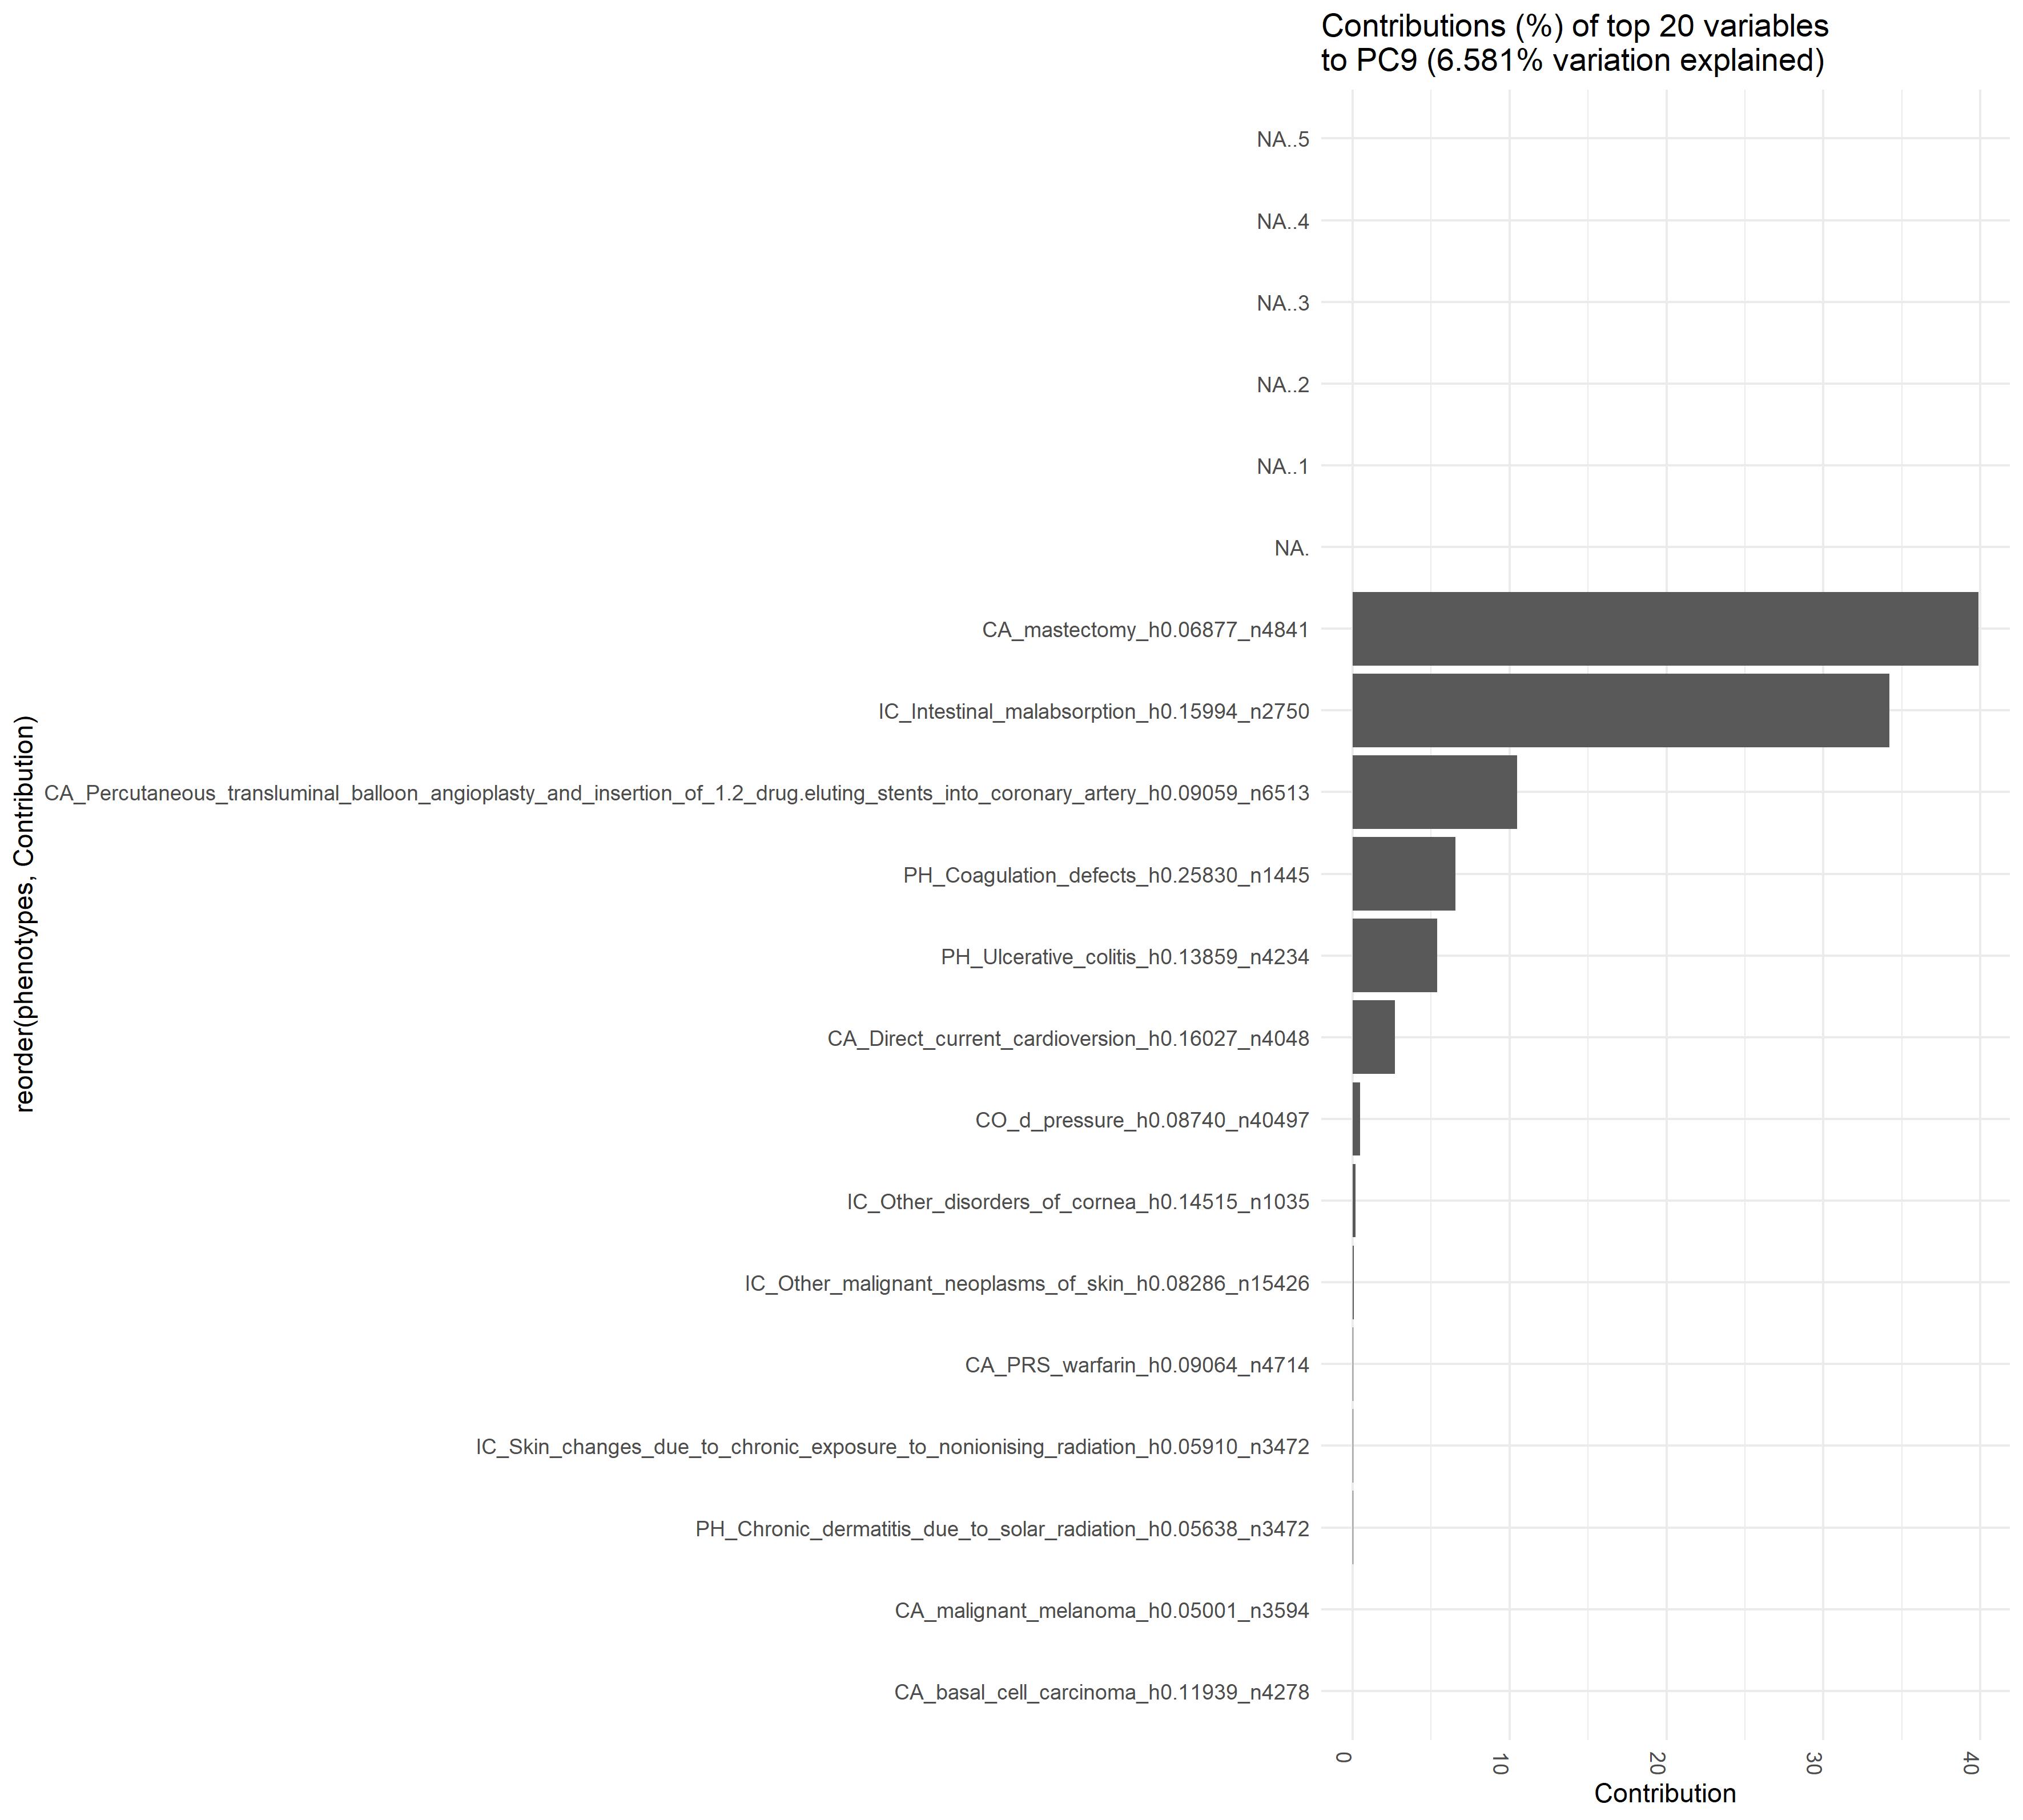 Contributions (%) of top 20 variables
to PC9 (6.581% variation explained)
NA..5
NA..4
NA..3
NA..2
NA..1
NA.
CA_mastectomy_h0.06877_n4841
IC_Intestinal_malabsorption_h0.15994_n2750
CA_Percutaneous_transluminal_balloon_angioplasty_and_insertion_of_1.2_drug.eluting_stents_into_coronary_artery_h0.09059_n6513
PH_Coagulation_defects_h0.25830_n1445
PH_Ulcerative_colitis_h0.13859_n4234
CA_Direct_current_cardioversion_h0.16027_n4048
CO_d_pressure_h0.08740_n40497
IC_Other_disorders_of_cornea_h0.14515_n1035
IC_Other_malignant_neoplasms_of_skin_h0.08286_n15426
CA_PRS_warfarin_h0.09064_n4714
IC_Skin_changes_due_to_chronic_exposure_to_nonionising_radiation_h0.05910_n3472
PH_Chronic_dermatitis_due_to_solar_radiation_h0.05638_n3472
CA_malignant_melanoma_h0.05001_n3594
CA_basal_cell_carcinoma_h0.11939_n4278
reorder(phenotypes, Contribution)
0
10
20
30
40
Contribution